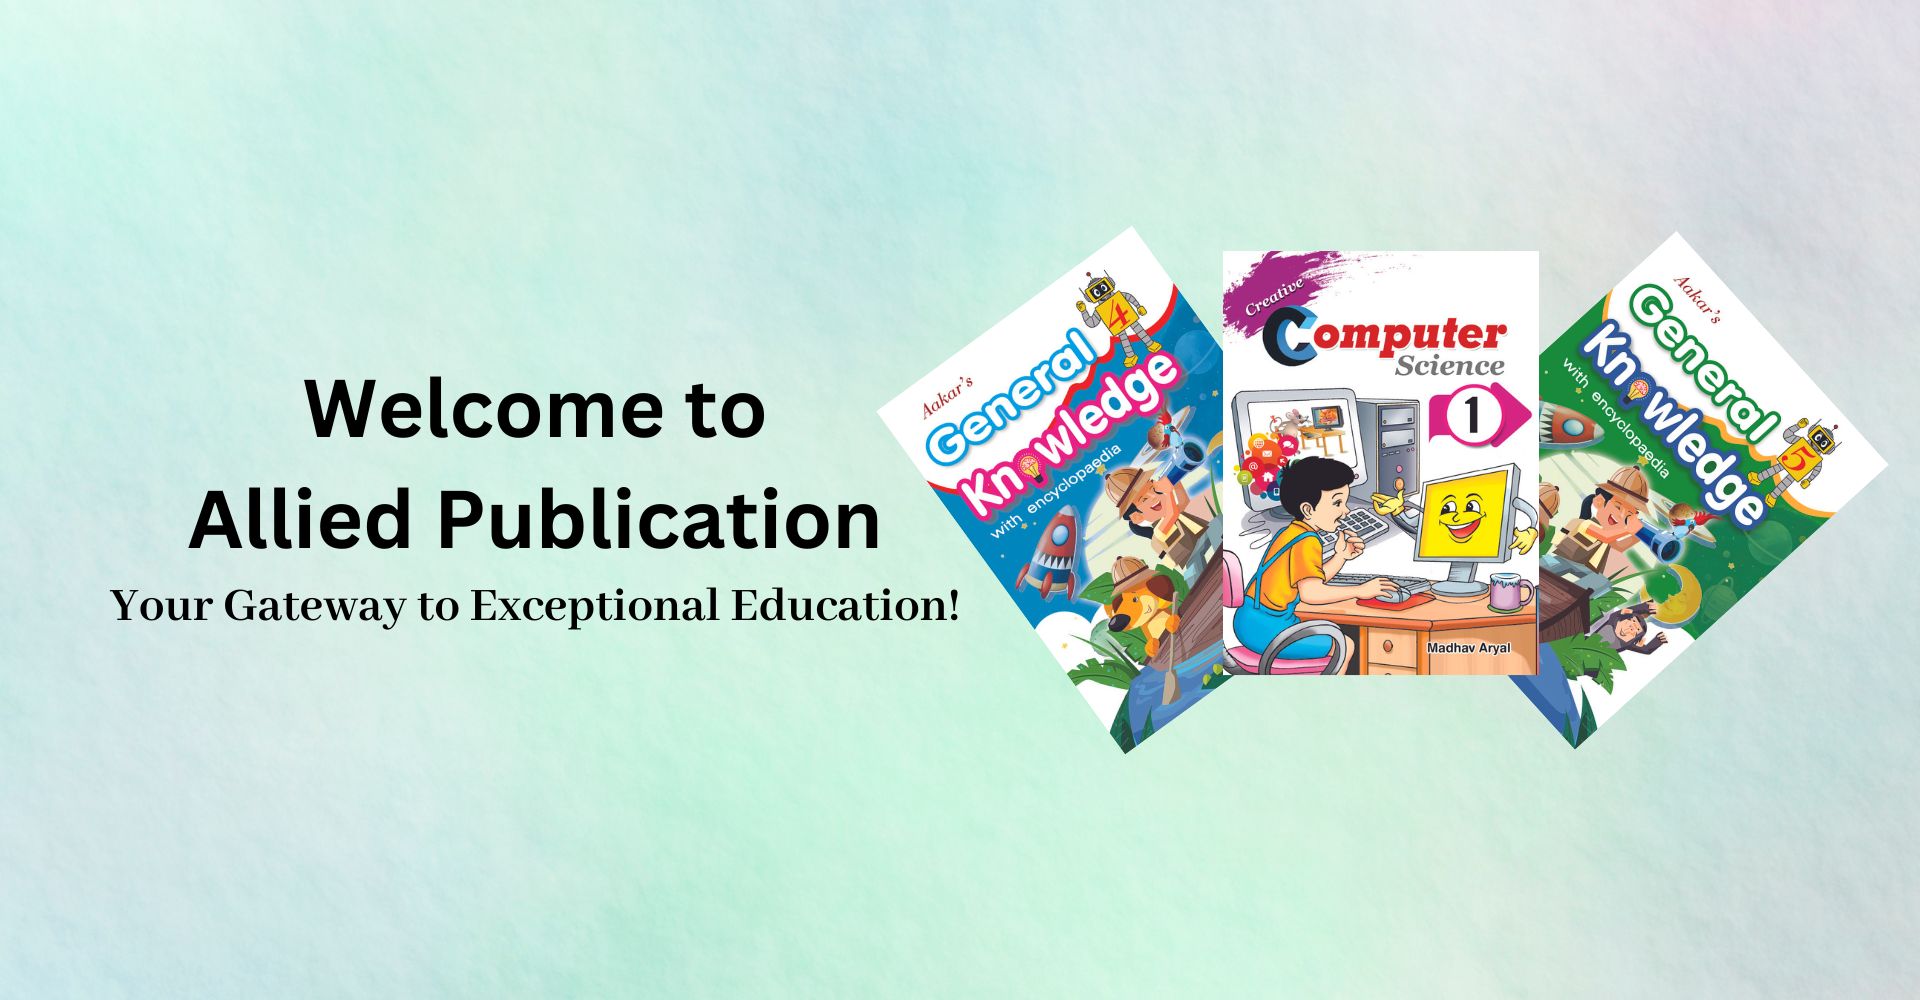 Welcome to
Allied Publication
Your Gateway to Exceptional Education!
Aakar's
General
4
Knowledge
with encyclopaedia
Creative
Computer
Science
1
Madhav Aryal
Aakar's
General
Knowledge
5
with encyclopaedia